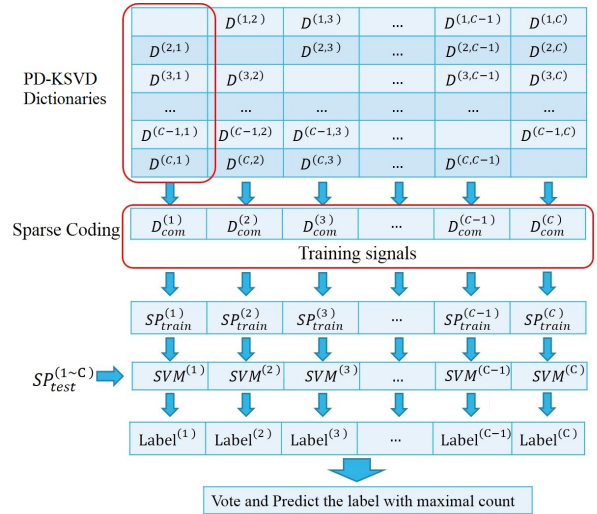 D^(1,2) D^(1,3) ... D^(1,C−1) D^(1,C)
D^(2,1) D^(2,3) ... D^(2,C−1) D^(2,C)
PD-KSVD
Dictionaries
D^(3,1) D^(3,2) ... D^(3,C−1) D^(3,C)
... ... ... ... ... ...
D^(C−1,1) D^(C−1,2) D^(C−1,3) ... D^(C−1,C)
D^(C,1) D^(C,2) D^(C,3) ... D^(C,C−1)
Sparse Coding
D_com^(1) D_com^(2) D_com^(3) ... D_com^(C−1) D_com^(C)
Training signals
SP_train^(1) SP_train^(2) SP_train^(3) ... SP_train^(C−1) SP_train^(C)
SP_test^(1~C)
SVM^(1) SVM^(2) SVM^(3) ... SVM^(C−1) SVM^(C)
Label^(1) Label^(2) Label^(3) ... Label^(C−1) Label^(C)
Vote and Predict the label with maximal count